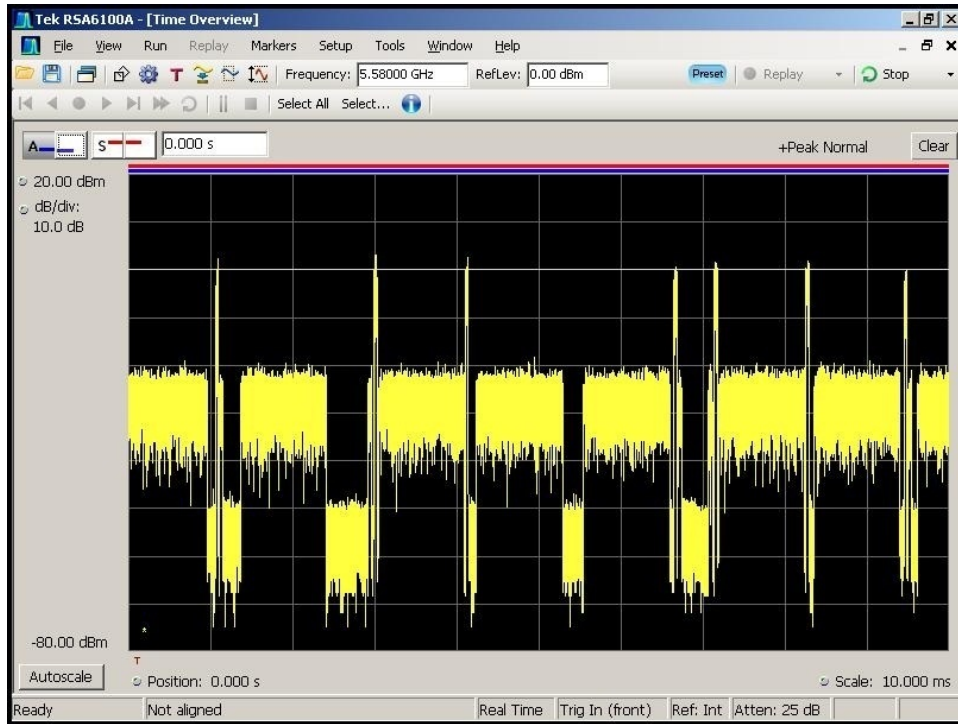 Tek RSA6100A - [Time Overview]
File View Run Replay Markers Setup Tools Window Help
T Frequency: 5.58000 GHz RefLev: 0.00 dBm Preset Replay Stop
Select All Select...
A S 0.000 s +Peak Normal Clear
20.00 dBm
dB/div:
10.0 dB
-80.00 dBm
*
T
Autoscale Position: 0.000 s Scale: 10.000 ms
Ready Not aligned Real Time Trig In (front) Ref: Int Atten: 25 dB